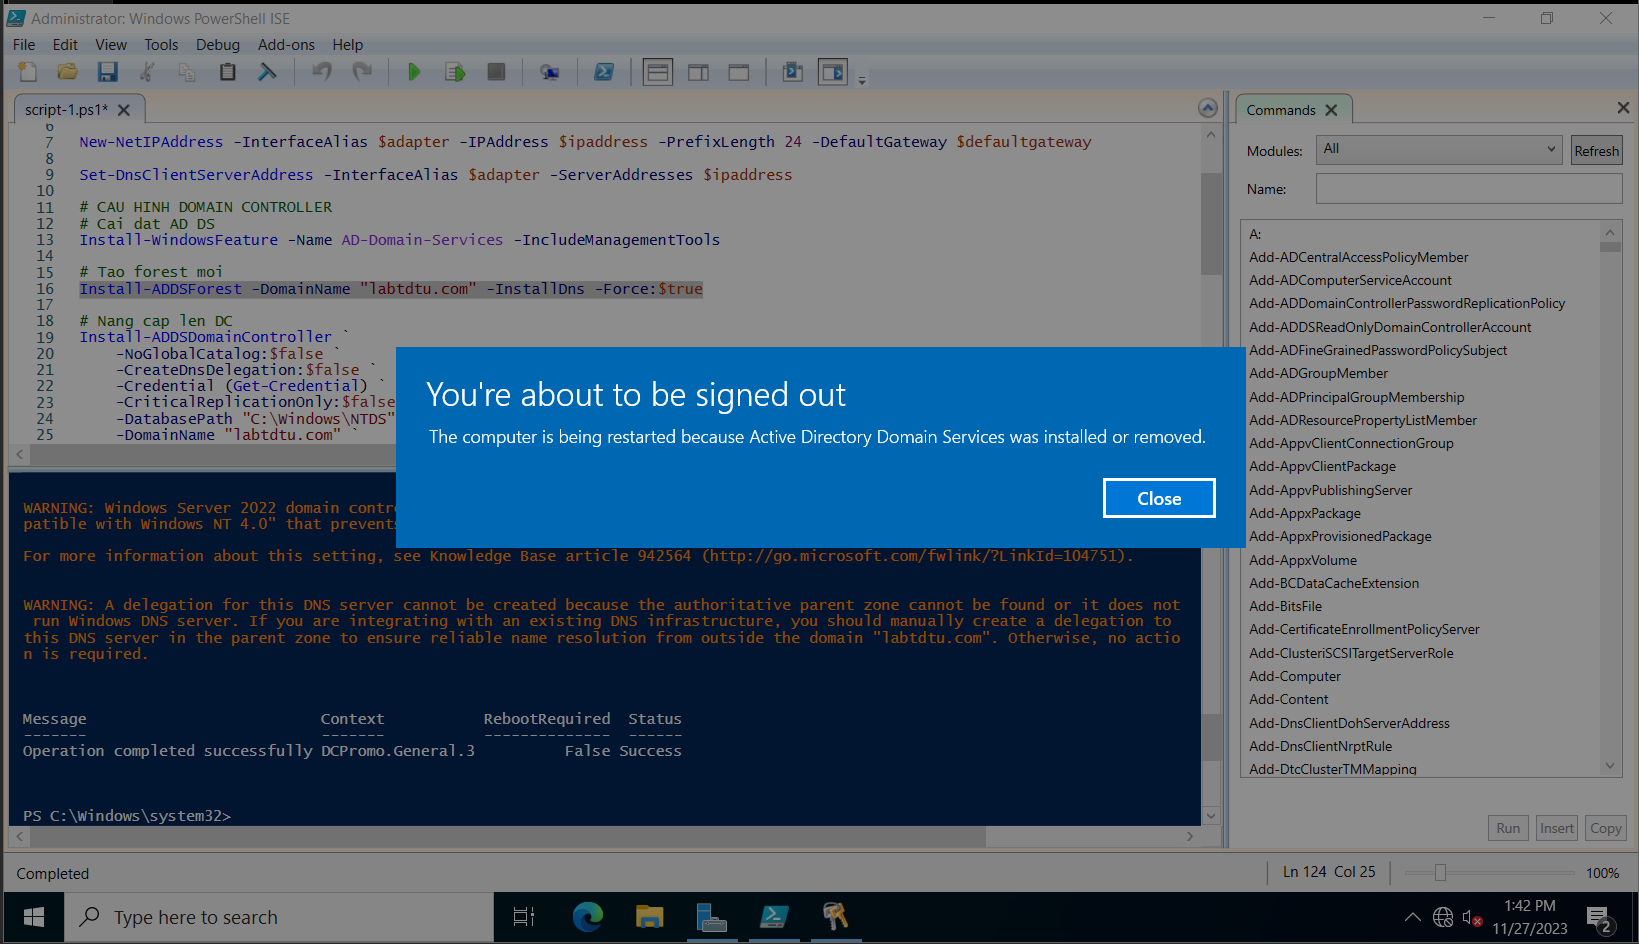 Administrator: Windows PowerShell ISE
File Edit View Tools Debug Add-ons Help
script-1.ps1*
Commands
6
7 New-NetIPAddress -InterfaceAlias $adapter -IPAddress $ipaddress -PrefixLength 24 -DefaultGateway $defaultgateway
8
9 Set-DnsClientServerAddress -InterfaceAlias $adapter -ServerAddresses $ipaddress
10
11 # CAU HINH DOMAIN CONTROLLER
12 # Cai dat AD DS
13 Install-WindowsFeature -Name AD-Domain-Services -IncludeManagementTools
14
15 # Tao forest moi
16 Install-ADDSForest -DomainName "labtdtu.com" -InstallDns -Force:$true
17
18 # Nang cap len DC
19 Install-ADDSDomainController `
20 -NoGlobalCatalog:$false `
21 -CreateDnsDelegation:$false `
22 -Credential (Get-Credential) `
23 -CriticalReplicationOnly:$false
24 -DatabasePath "C:\Windows\NTDS"
25 -DomainName "labtdtu.com" `
You're about to be signed out
The computer is being restarted because Active Directory Domain Services was installed or removed.
Close
WARNING: Windows Server 2022 domain contr
patible with Windows NT 4.0" that prevents
For more information about this setting, see Knowledge Base article 942564 (http://go.microsoft.com/fwlink/?LinkId=104751).
WARNING: A delegation for this DNS server cannot be created because the authoritative parent zone cannot be found or it does not
run Windows DNS server. If you are integrating with an existing DNS infrastructure, you should manually create a delegation to
this DNS server in the parent zone to ensure reliable name resolution from outside the domain "labtdtu.com". Otherwise, no actio
n is required.
Message Context RebootRequired Status
------- ------- -------------- ------
Operation completed successfully DCPromo.General.3 False Success
PS C:\Windows\system32>
Modules: All Refresh
Name:
A:
Add-ADCentralAccessPolicyMember
Add-ADComputerServiceAccount
Add-ADDomainControllerPasswordReplicationPolicy
Add-ADDSReadOnlyDomainControllerAccount
Add-ADFineGrainedPasswordPolicySubject
Add-ADGroupMember
Add-ADPrincipalGroupMembership
Add-ADResourcePropertyListMember
Add-AppvClientConnectionGroup
Add-AppvClientPackage
Add-AppvPublishingServer
Add-AppxPackage
Add-AppxProvisionedPackage
Add-AppxVolume
Add-BCDataCacheExtension
Add-BitsFile
Add-CertificateEnrollmentPolicyServer
Add-ClusteriSCSITargetServerRole
Add-Computer
Add-Content
Add-DnsClientDohServerAddress
Add-DnsClientNrptRule
Add-DtcClusterTMMapping
Run Insert Copy
Completed
Ln 124 Col 25
100%
Type here to search
1:42 PM
11/27/2023
2